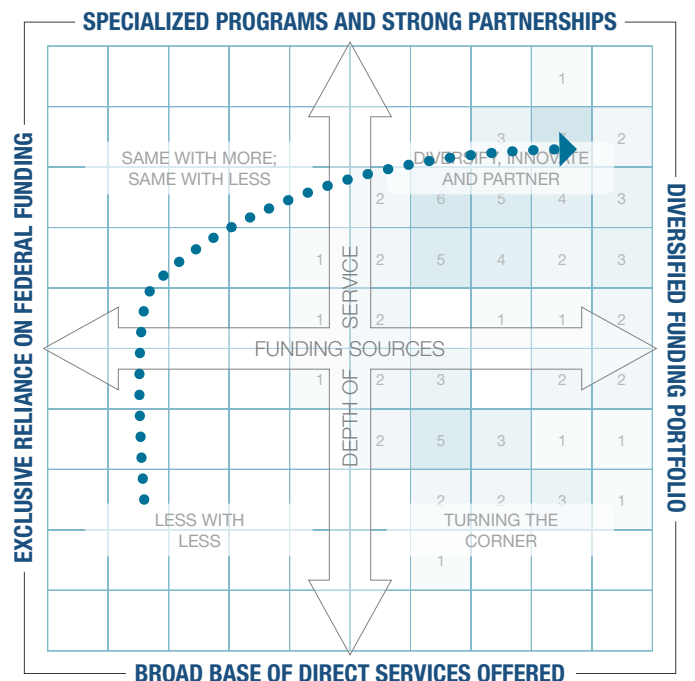 SPECIALIZED PROGRAMS AND STRONG PARTNERSHIPS
EXCLUSIVE RELIANCE ON FEDERAL FUNDING
DIVERSIFIED FUNDING PORTFOLIO
1
3 2
SAME WITH MORE;
SAME WITH LESS
DIVERSIFY, INNOVATE
AND PARTNER
2 6 5 4 3
1 2 5 4 2 3
1 2 1 1 2
FUNDING SOURCES
DEPTH OF SERVICE
1 2 3 2 2
2 5 3 1 1
2 2 3 1
LESS WITH
LESS
TURNING THE
CORNER
1
BROAD BASE OF DIRECT SERVICES OFFERED